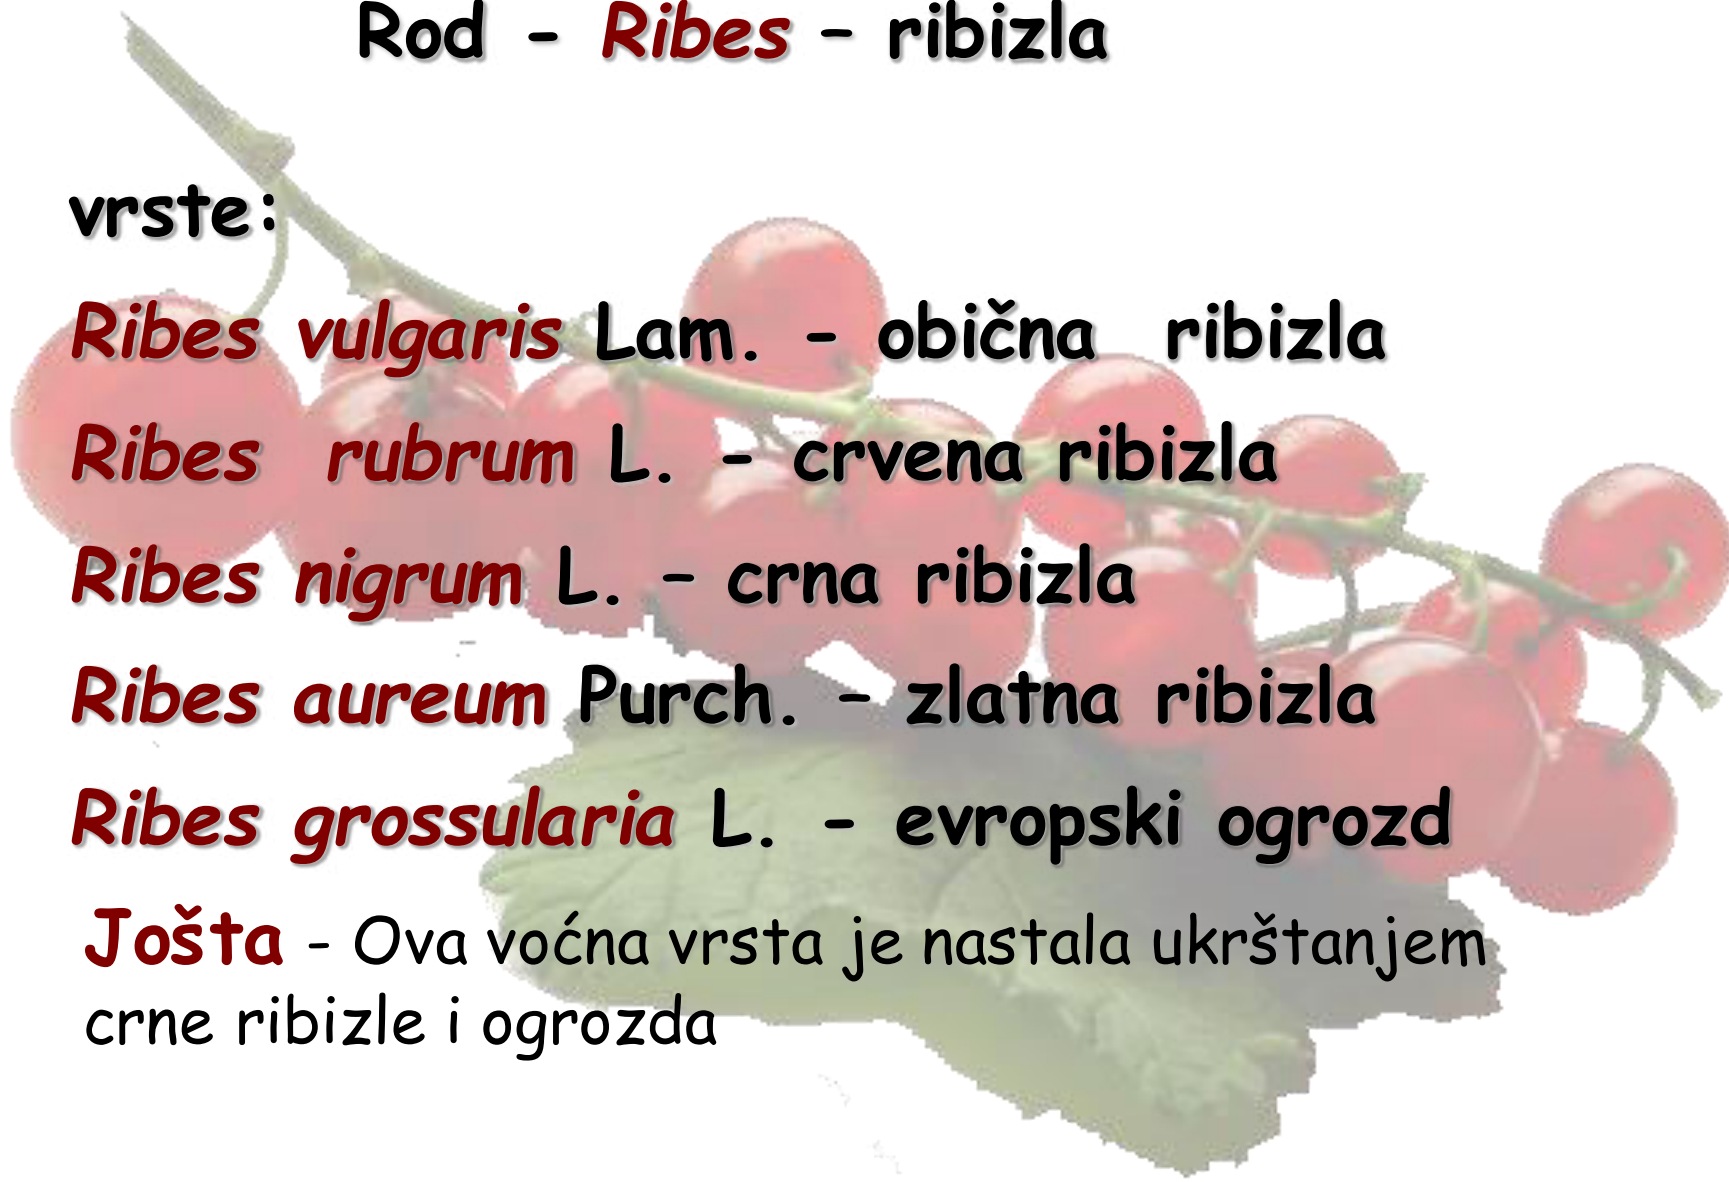 Rod - Ribes – ribizla
vrste:
Ribes vulgaris Lam. - obična ribizla
Ribes rubrum L. - crvena ribizla
Ribes nigrum L. – crna ribizla
Ribes aureum Purch. – zlatna ribizla
Ribes grossularia L. - evropski ogrozd
Jošta - Ova voćna vrsta je nastala ukrštanjem
crne ribizle i ogrozda